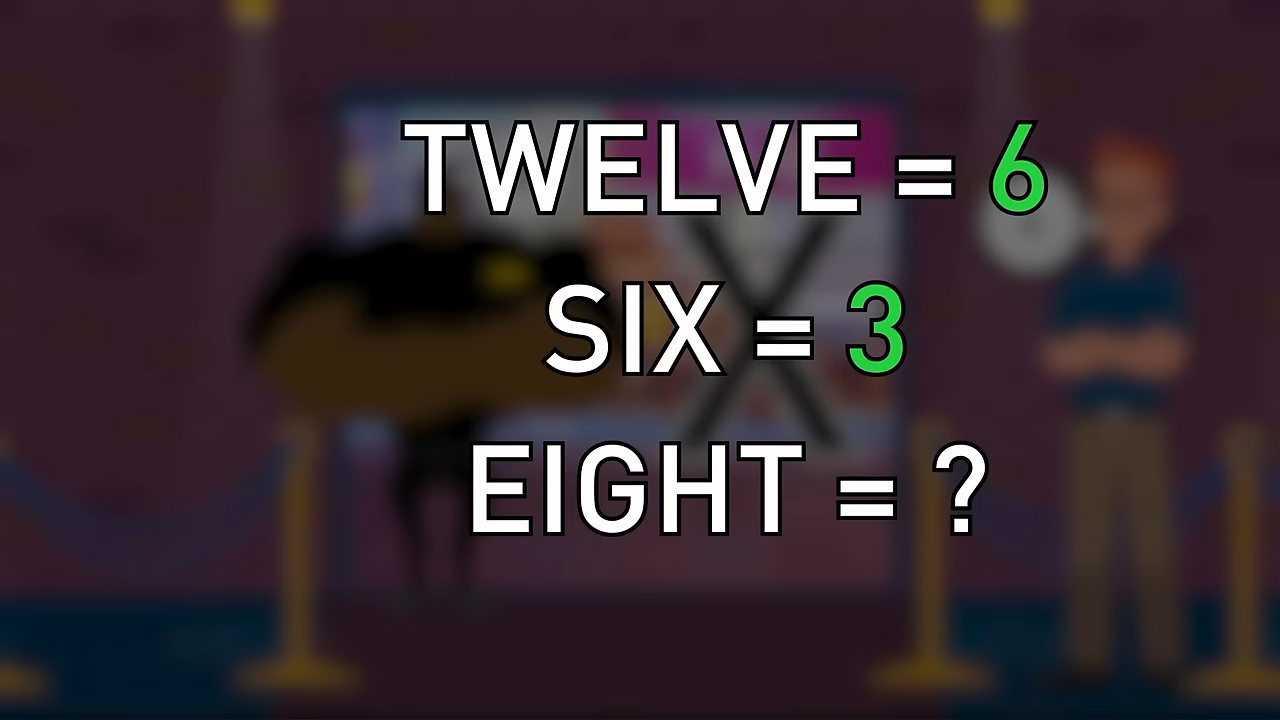 TWELVE = 6
SIX = 3
EIGHT = ?